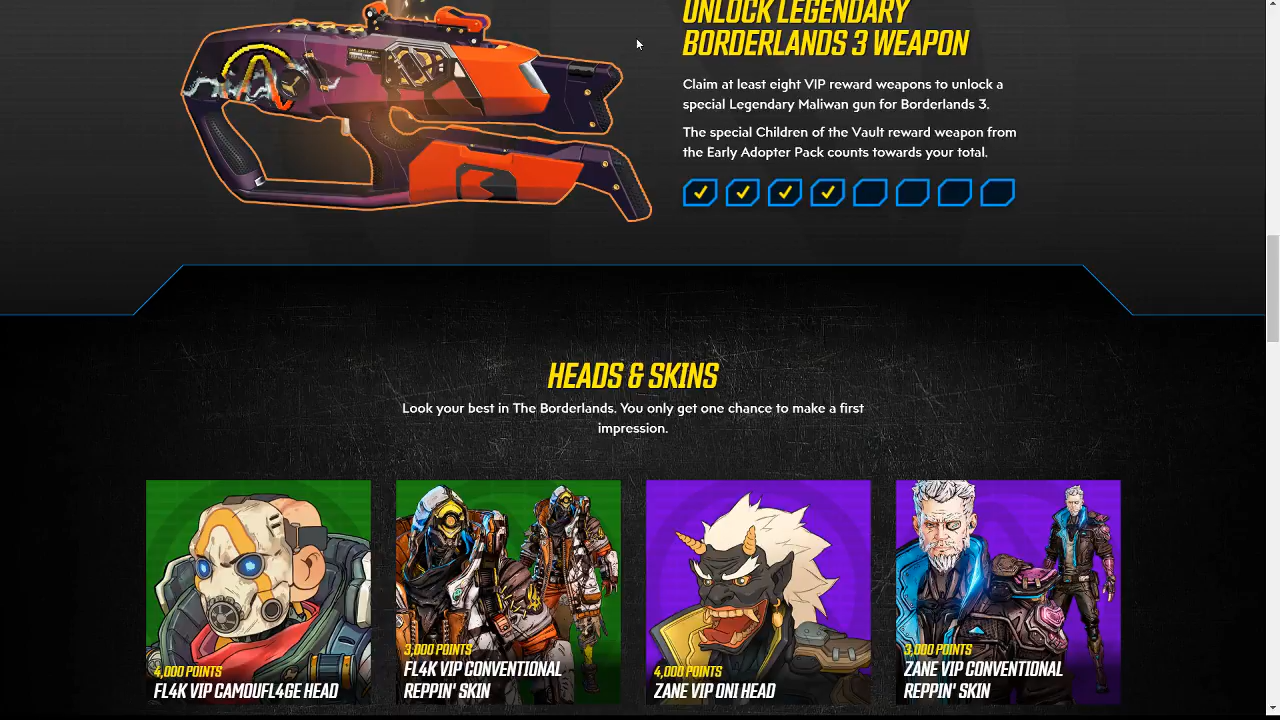 UNLOCK LEGENDARY
BORDERLANDS 3 WEAPON
Claim at least eight VIP reward weapons to unlock a
special Legendary Maliwan gun for Borderlands 3.
The special Children of the Vault reward weapon from
the Early Adopter Pack counts towards your total.
HEADS & SKINS
Look your best in The Borderlands. You only get one chance to make a first
impression.
4,000 POINTS
FL4K VIP CAMOUFL4GE HEAD
3,000 POINTS
FL4K VIP CONVENTIONAL
REPPIN' SKIN
4,000 POINTS
ZANE VIP ONI HEAD
3,000 POINTS
ZANE VIP CONVENTIONAL
REPPIN' SKIN